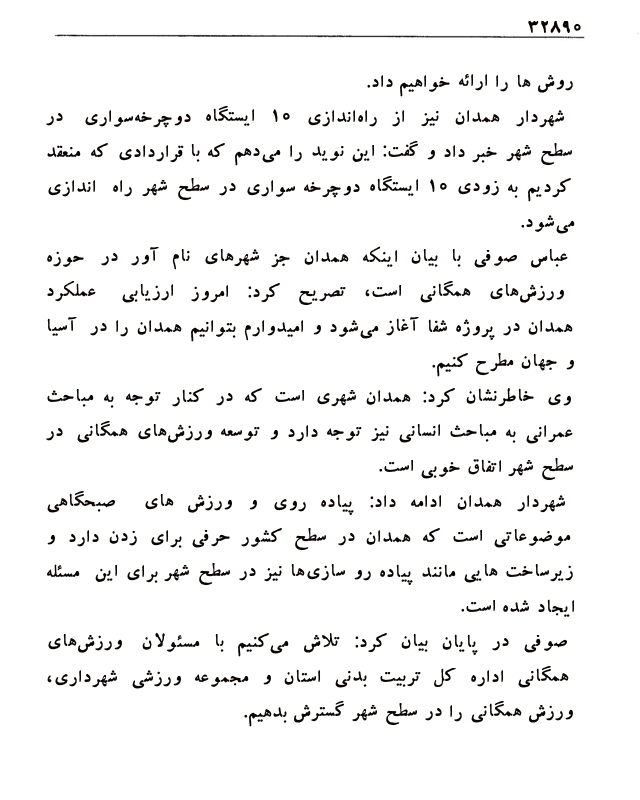 ۳۲۸۹۰
روش ها را ارائه خواهیم داد.
شهردار همدان نیز از راه‌اندازی ۱۰ ایستگاه دوچرخه‌سواری در
سطح شهر خبر داد و گفت: این نوید را می‌دهم که با قراردادی که منعقد
کردیم به زودی ۱۰ ایستگاه دوچرخه سواری در سطح شهر راه اندازی
می‌شود.
عباس صوفی با بیان اینکه همدان جز شهرهای نام آور در حوزه
ورزش‌های همگانی است، تصریح کرد: امروز ارزیابی عملکرد
همدان در پروژه شفا آغاز می‌شود و امیدوارم بتوانیم همدان را در آسیا
و جهان مطرح کنیم.
وی خاطرنشان کرد: همدان شهری است که در کنار توجه به مباحث
عمرانی به مباحث انسانی نیز توجه دارد و توسعه ورزش‌های همگانی در
سطح شهر اتفاق خوبی است.
شهردار همدان ادامه داد: پیاده روی و ورزش های صبحگاهی
موضوعاتی است که همدان در سطح کشور حرفی برای زدن دارد و
زیرساخت هایی مانند پیاده رو سازی‌ها نیز در سطح شهر برای این مسئله
ایجاد شده است.
صوفی در پایان بیان کرد: تلاش می‌کنیم با مسئولان ورزش‌های
همگانی اداره کل تربیت بدنی استان و مجموعه ورزشی شهرداری،
ورزش همگانی را در سطح شهر گسترش بدهیم.